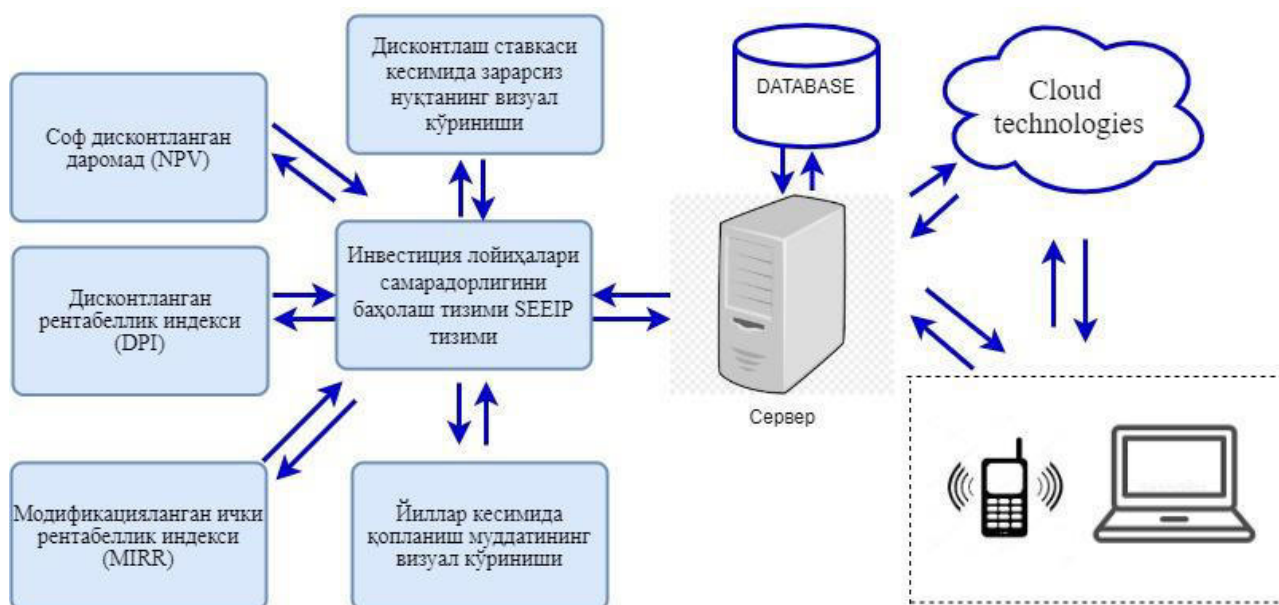 Соф дисконтланган
даромад (NPV)
Дисконтланган
рентабеллик индекси
(DPI)
Модификацияланган ички
рентабеллик индекси
(MIRR)
Дисконтлаш ставкаси
кесимида зарарсиз
нуқтанинг визуал
кўриниши
Инвестиция лойиҳалари
самарадорлигини
баҳолаш тизими SEEIP
тизими
Йиллар кесимида
қопланиш муддатининг
визуал кўриниши
DATABASE
Сервер
Cloud
technologies